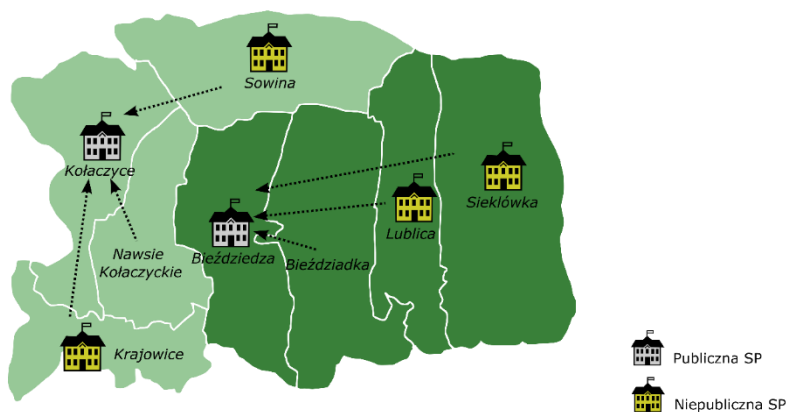 Sowina
Kołaczyce
Sieklówka
Lublica
Nawsie
Kołaczyckie
Bieździedza
Bieździadka
Krajowice
Publiczna SP
Niepubliczna SP